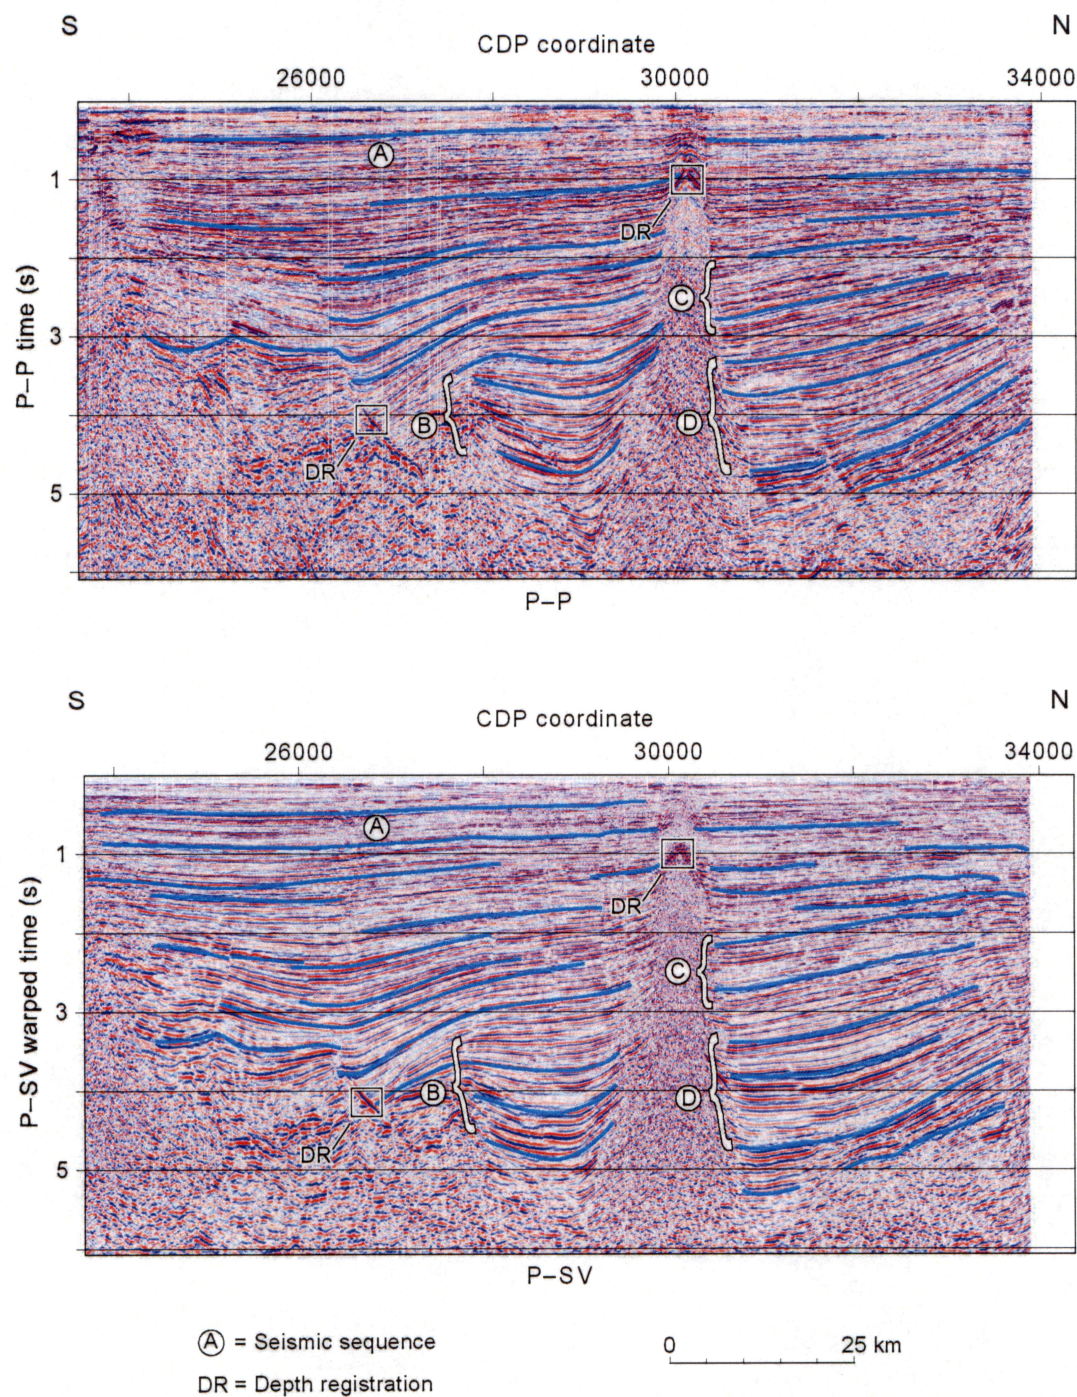 S N
CDP coordinate
26000 30000 34000
A
1
DR
C
3
B
D
DR
5
P–P time (s)
P–P
S N
CDP coordinate
26000 30000 34000
A
1
DR
C
3
B
D
DR
5
P–SV warped time (s)
P–SV
A = Seismic sequence
0 25 km
DR = Depth registration